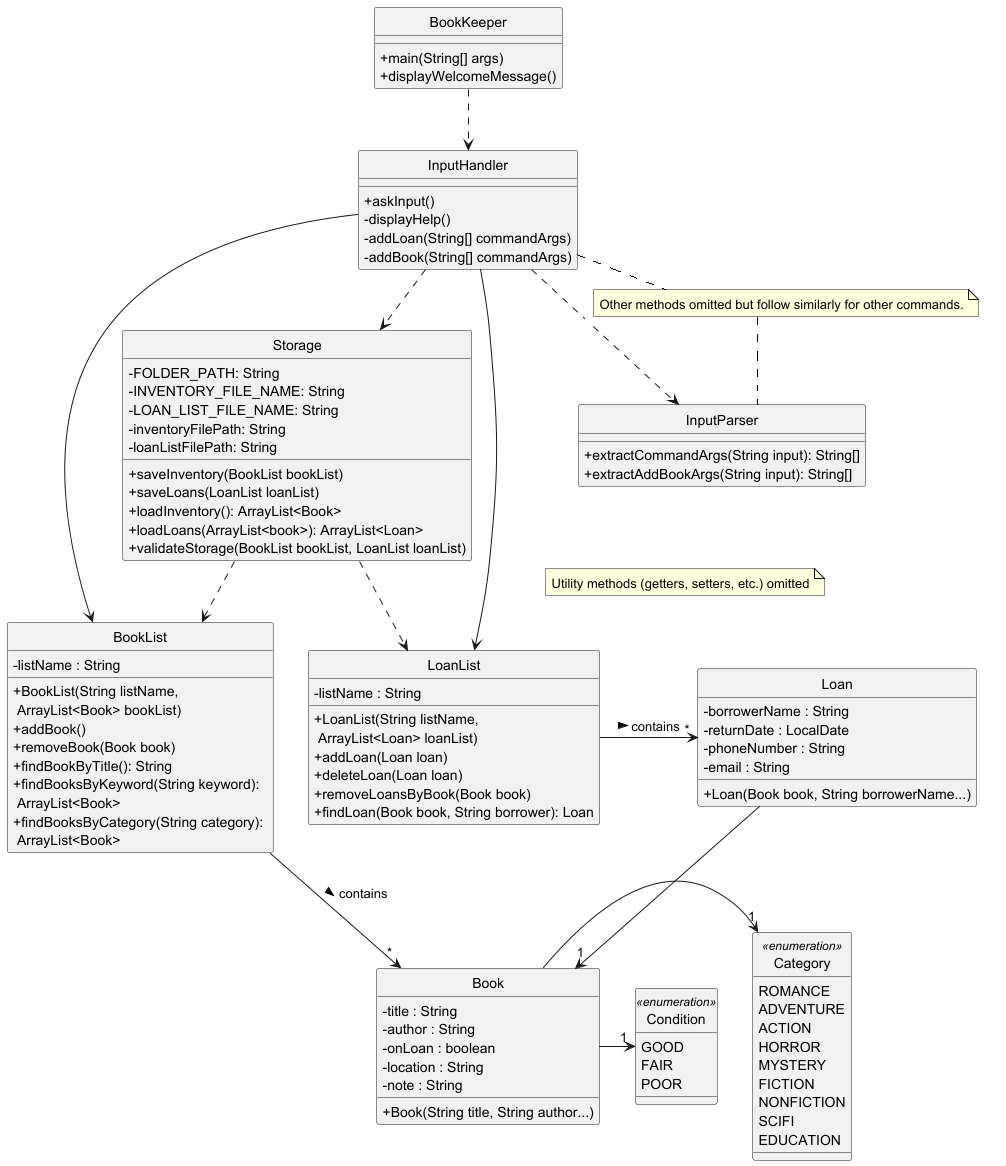 BookKeeper
+main(String[] args)
+displayWelcomeMessage()
InputHandler
+askInput()
-displayHelp()
-addLoan(String[] commandArgs)
-addBook(String[] commandArgs)
Other methods omitted but follow similarly for other commands.
Storage
-FOLDER_PATH: String
-INVENTORY_FILE_NAME: String
-LOAN_LIST_FILE_NAME: String
-inventoryFilePath: String
-loanListFilePath: String
+saveInventory(BookList bookList)
+saveLoans(LoanList loanList)
+loadInventory(): ArrayList<Book>
+loadLoans(ArrayList<book>): ArrayList<Loan>
+validateStorage(BookList bookList, LoanList loanList)
InputParser
+extractCommandArgs(String input): String[]
+extractAddBookArgs(String input): String[]
Utility methods (getters, setters, etc.) omitted
BookList
-listName : String
+BookList(String listName,
ArrayList<Book> bookList)
+addBook()
+removeBook(Book book)
+findBookByTitle(): String
+findBooksByKeyword(String keyword):
ArrayList<Book>
+findBooksByCategory(String category):
ArrayList<Book>
LoanList
-listName : String
+LoanList(String listName,
ArrayList<Loan> loanList)
+addLoan(Loan loan)
+deleteLoan(Loan loan)
+removeLoansByBook(Book book)
+findLoan(Book book, String borrower): Loan
contains *
Loan
-borrowerName : String
-returnDate : LocalDate
-phoneNumber : String
-email : String
+Loan(Book book, String borrowerName...)
contains
*
1
1
Book
-title : String
-author : String
-onLoan : boolean
-location : String
-note : String
+Book(String title, String author...)
1
«enumeration»
Condition
GOOD
FAIR
POOR
«enumeration»
Category
ROMANCE
ADVENTURE
ACTION
HORROR
MYSTERY
FICTION
NONFICTION
SCIFI
EDUCATION